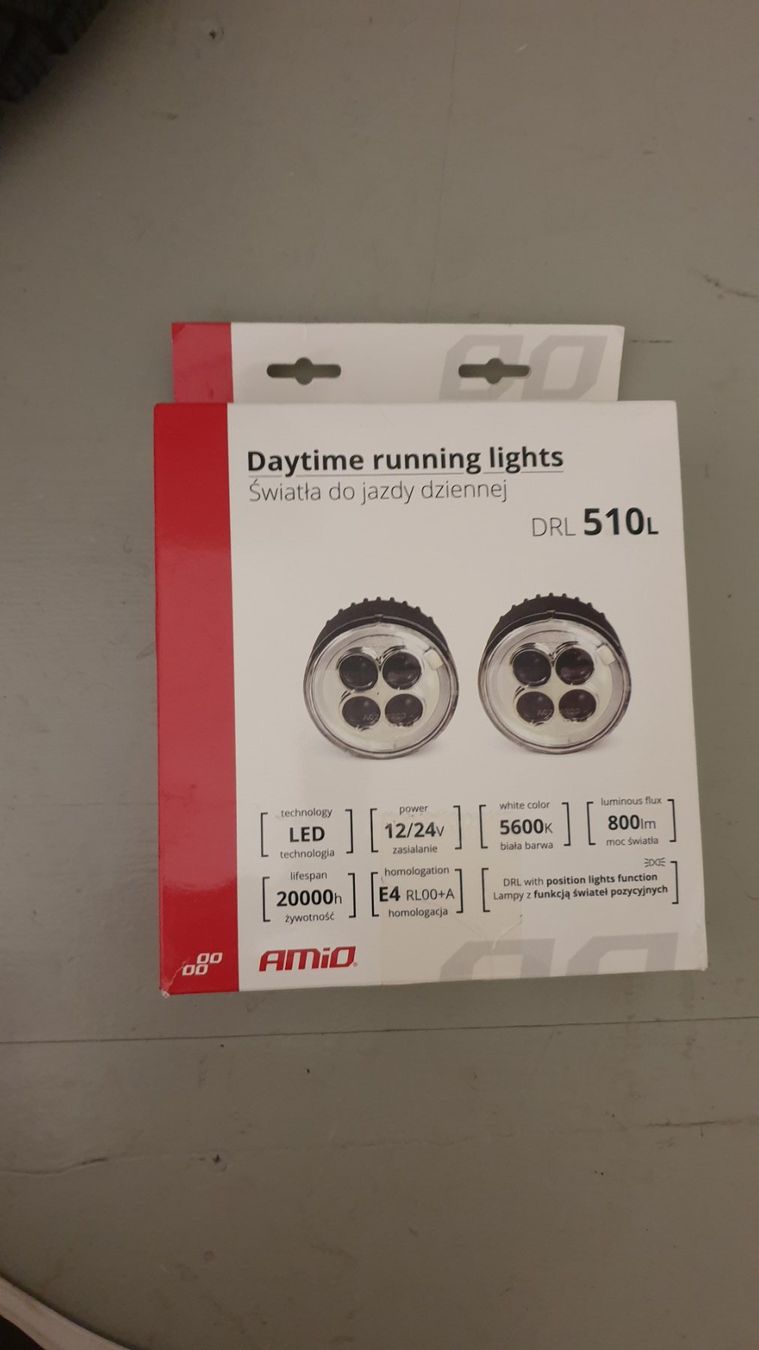 Daytime running lights
Światła do jazdy dziennej
DRL 510L
technology
LED
technologia
power
12/24V
zasialanie
white color
5600K
biała barwa
luminous flux
800lm
moc światła
lifespan
20000h
żywotność
homologation
E4 RL00+A
homologacja
DRL with position lights function
Lampy z funkcją świateł pozycyjnych
AMiO